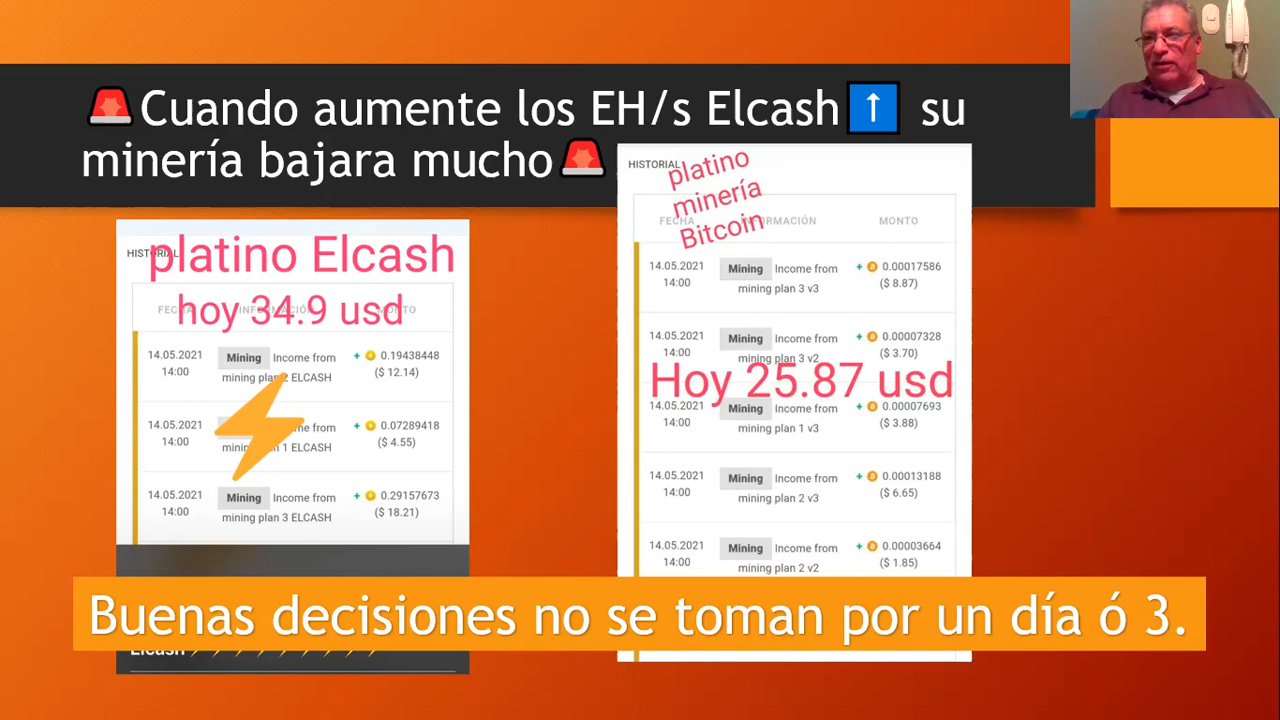 🚨Cuando aumente los EH/s Elcash⬆️ su
minería bajara mucho🚨
HISTORIAL
platino Elcash
hoy 34.9 usd
FECHA INFORMACIÓN MONTO
14.05.2021 Mining Income from + 0.19438448
14:00 mining plan 2 ELCASH ($ 12.14)
14.05.2021 + 0.07289418
14:00 1 ELCASH ($ 4.55)
14.05.2021 Mining Income from + 0.29157673
14:00 mining plan 3 ELCASH ($ 18.21)
Elcash
HISTORIAL
platino
minería
Bitcoin
FECHA INFORMACIÓN MONTO
14.05.2021 Mining Income from + 0.00017586
14:00 mining plan 3 v3 ($ 8.87)
14.05.2021 Mining Income from + 0.00007328
14:00 mining plan 3 v2 ($ 3.70)
Hoy 25.87 usd
14.05.2021 Mining Income from + 0.00007693
14:00 mining plan 1 v3 ($ 3.88)
14.05.2021 Mining Income from + 0.00013188
14:00 mining plan 2 v3 ($ 6.65)
14.05.2021 Mining Income from + 0.00003664
14:00 mining plan 2 v2 ($ 1.85)
Buenas decisiones no se toman por un día ó 3.